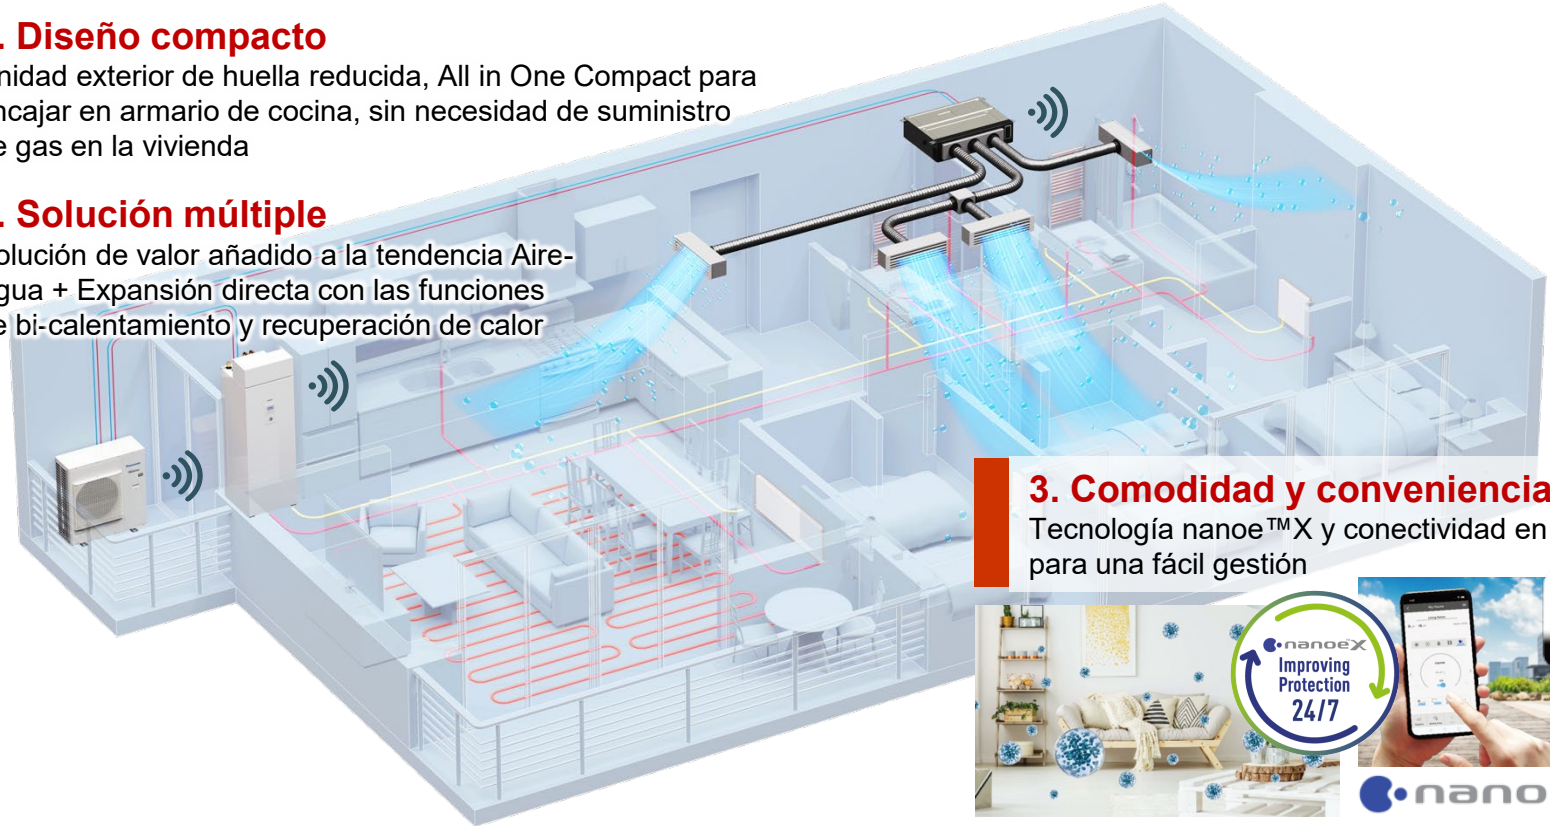 . Diseño compacto
nidad exterior de huella reducida, All in One Compact para
ncajar en armario de cocina, sin necesidad de suministro
e gas en la vivienda
. Solución múltiple
olución de valor añadido a la tendencia Aire-
gua + Expansión directa con las funciones
e bi-calentamiento y recuperación de calor
3. Comodidad y conveniencia
Tecnología nanoe™X y conectividad en
para una fácil gestión
nanoeX
Improving
Protection
24/7
nano